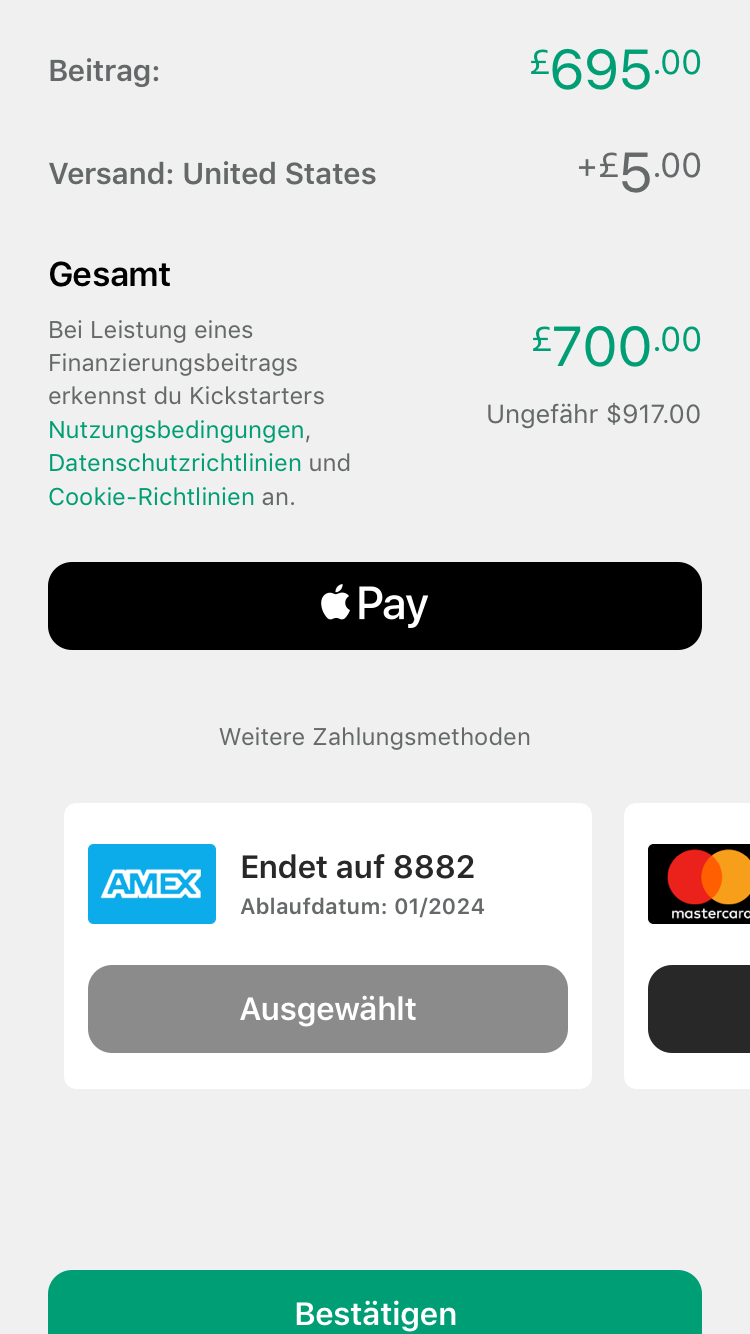 Beitrag: £695.00
Versand: United States +£5.00
Gesamt
Bei Leistung eines
Finanzierungsbeitrags
erkennst du Kickstarters
Nutzungsbedingungen,
Datenschutzrichtlinien und
Cookie-Richtlinien an.
£700.00
Ungefähr $917.00
Pay
Weitere Zahlungsmethoden
AMEX
Endet auf 8882
Ablaufdatum: 01/2024
Ausgewählt
mastercard
Bestätigen